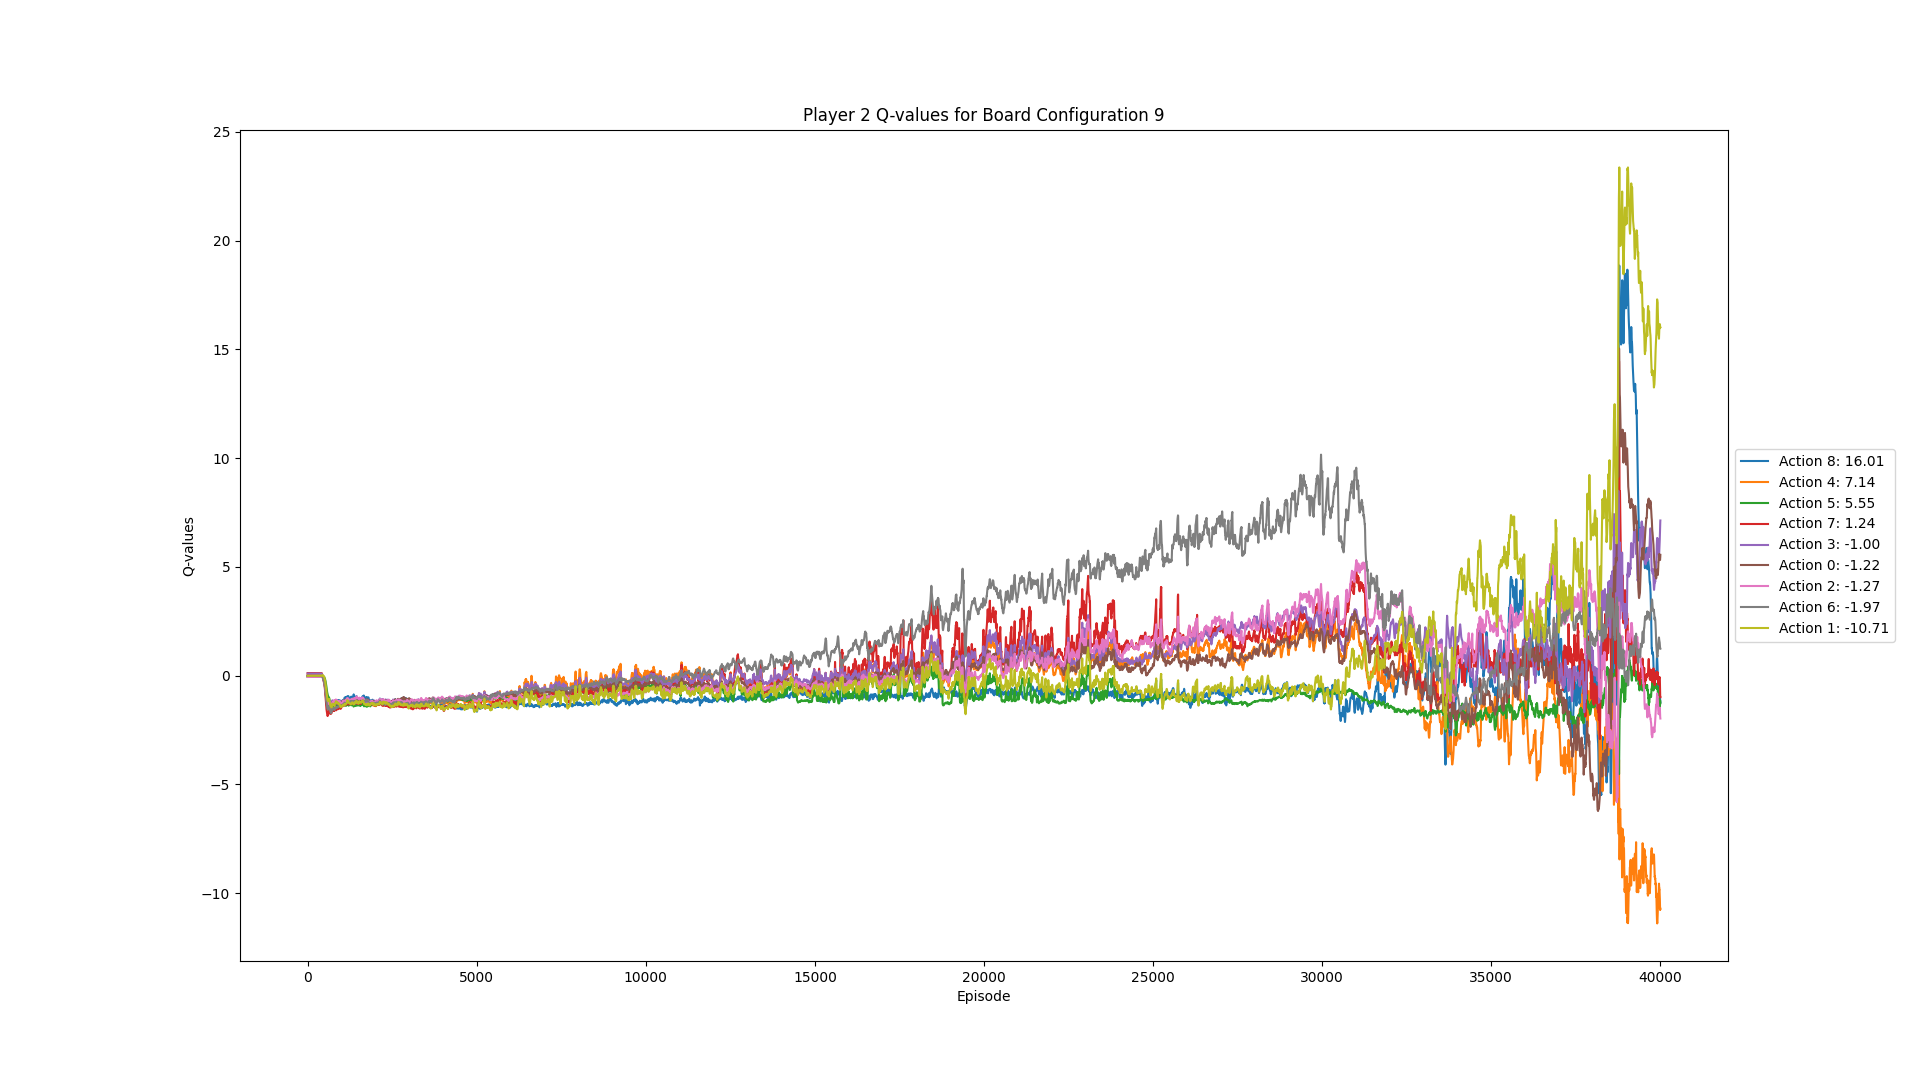 Player 2 Q-values for Board Configuration 9
25
20
15
10
5
0
−5
−10
Q-values
0
5000
10000
15000
20000
25000
30000
35000
40000
Episode
Action 8: 16.01
Action 4: 7.14
Action 5: 5.55
Action 7: 1.24
Action 3: -1.00
Action 0: -1.22
Action 2: -1.27
Action 6: -1.97
Action 1: -10.71